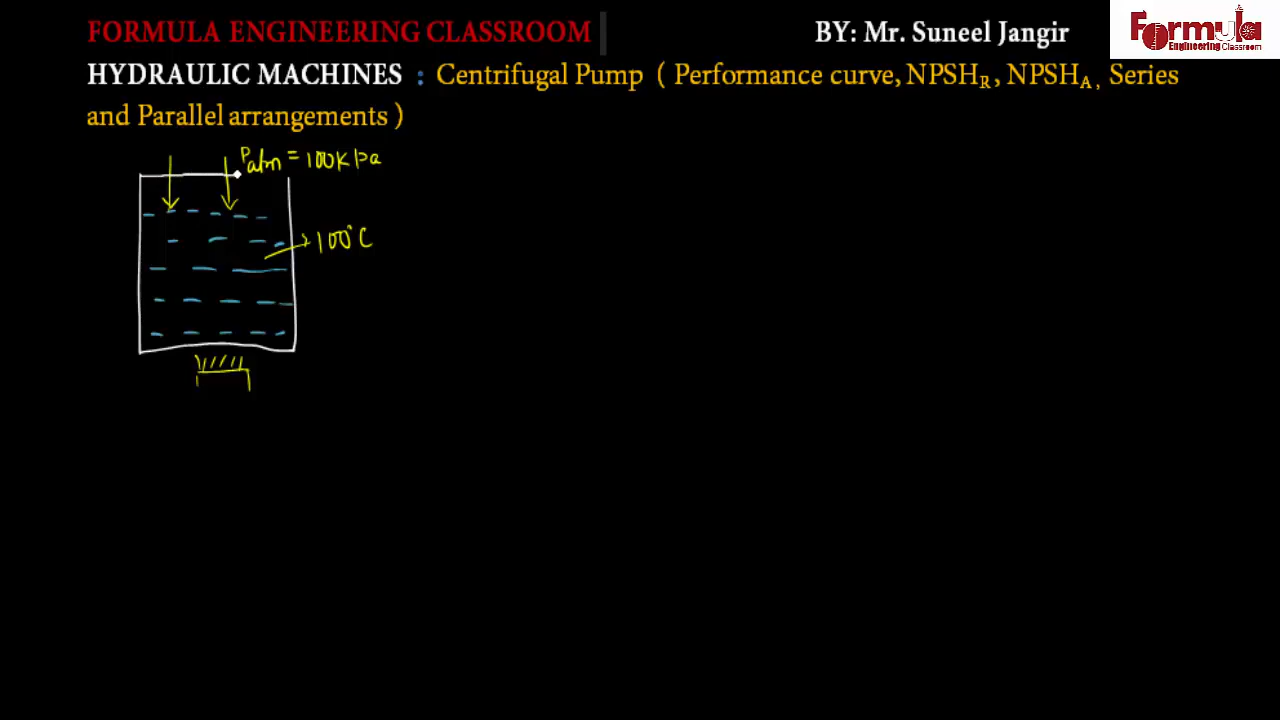 FORMULA ENGINEERING CLASSROOM
BY: Mr. Suneel Jangir
Formula
Engineering Classroom
HYDRAULIC MACHINES : Centrifugal Pump ( Performance curve, NPSHR, NPSHA, Series
and Parallel arrangements )
Patm = 100KPa
100°C